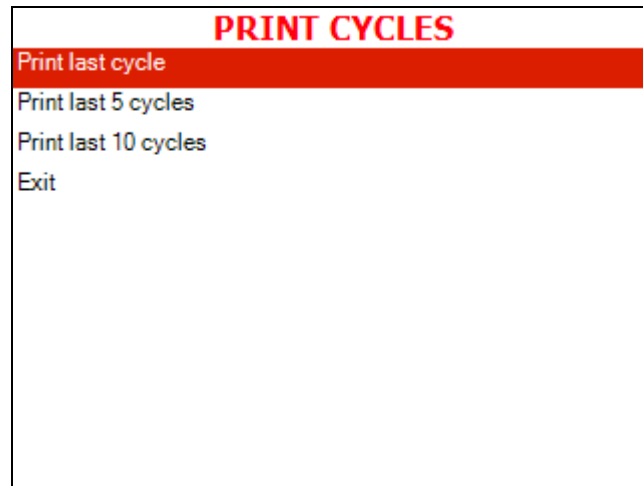 PRINT CYCLES
Print last cycle
Print last 5 cycles
Print last 10 cycles
Exit